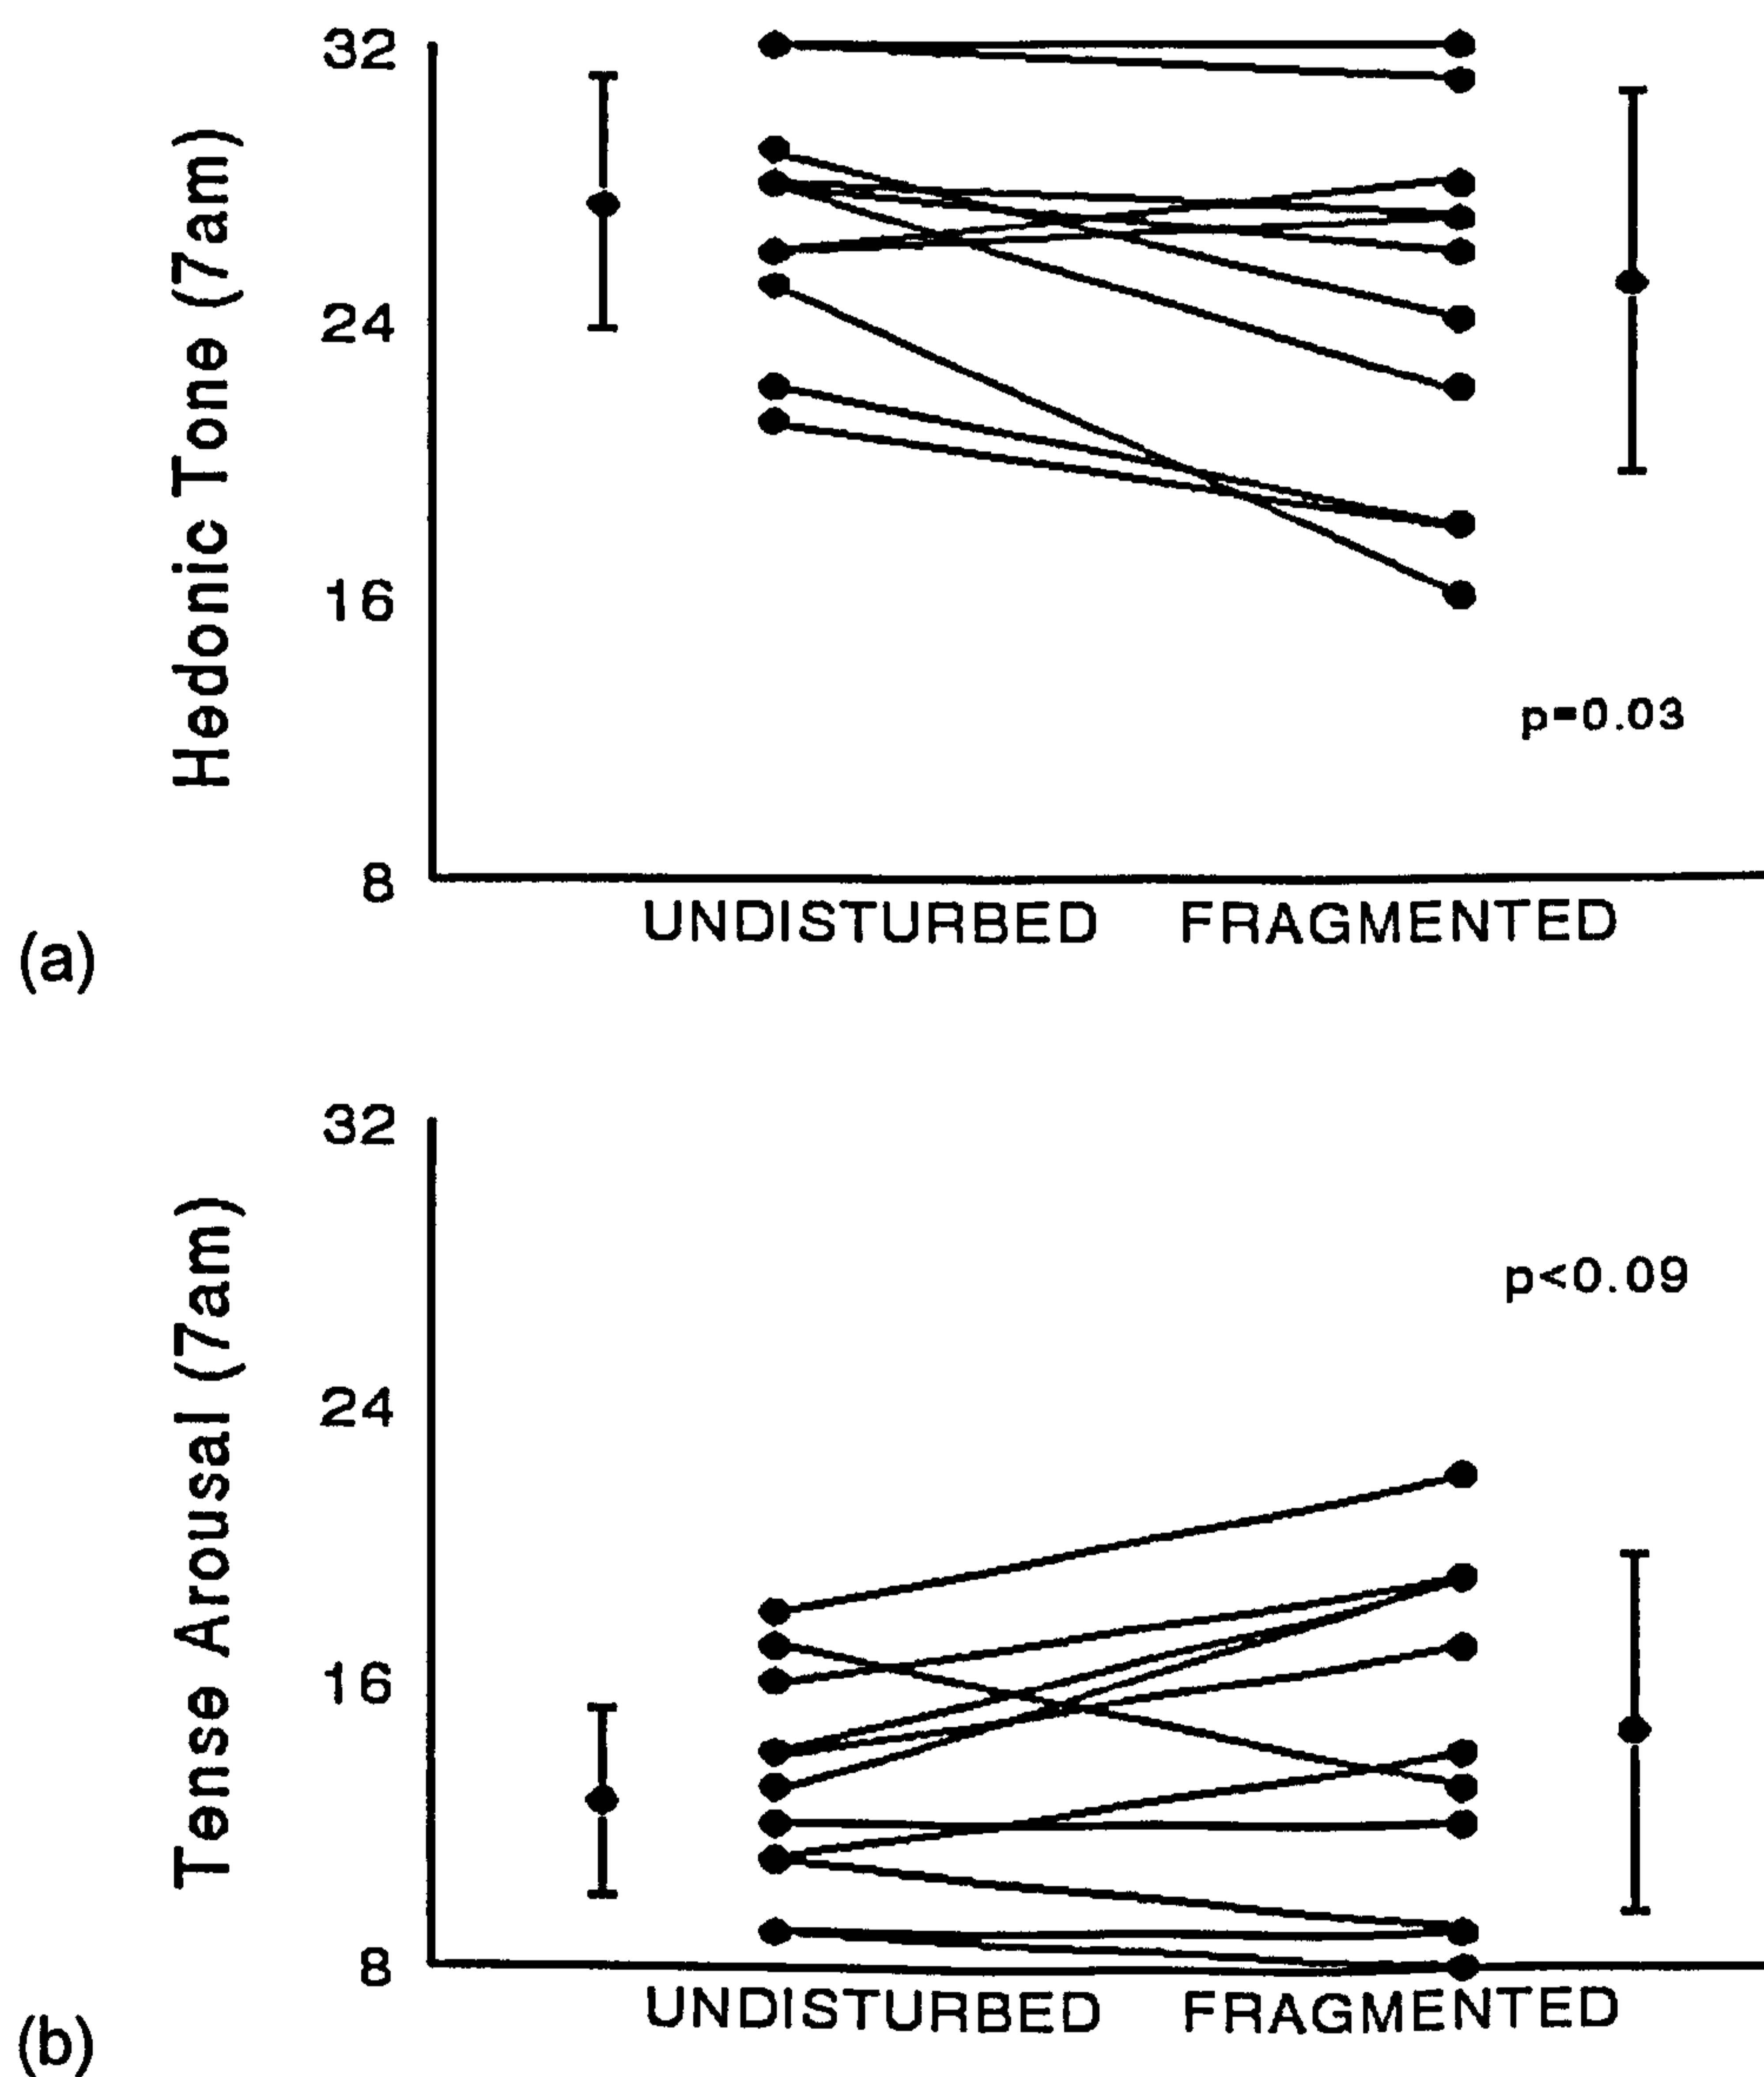 Hedonic Tone (7am)
32
24
16
8
p=0.03
UNDISTURBED FRAGMENTED
(a)
Tense Arousal (7am)
32
24
16
8
p<0.09
UNDISTURBED FRAGMENTED
(b)